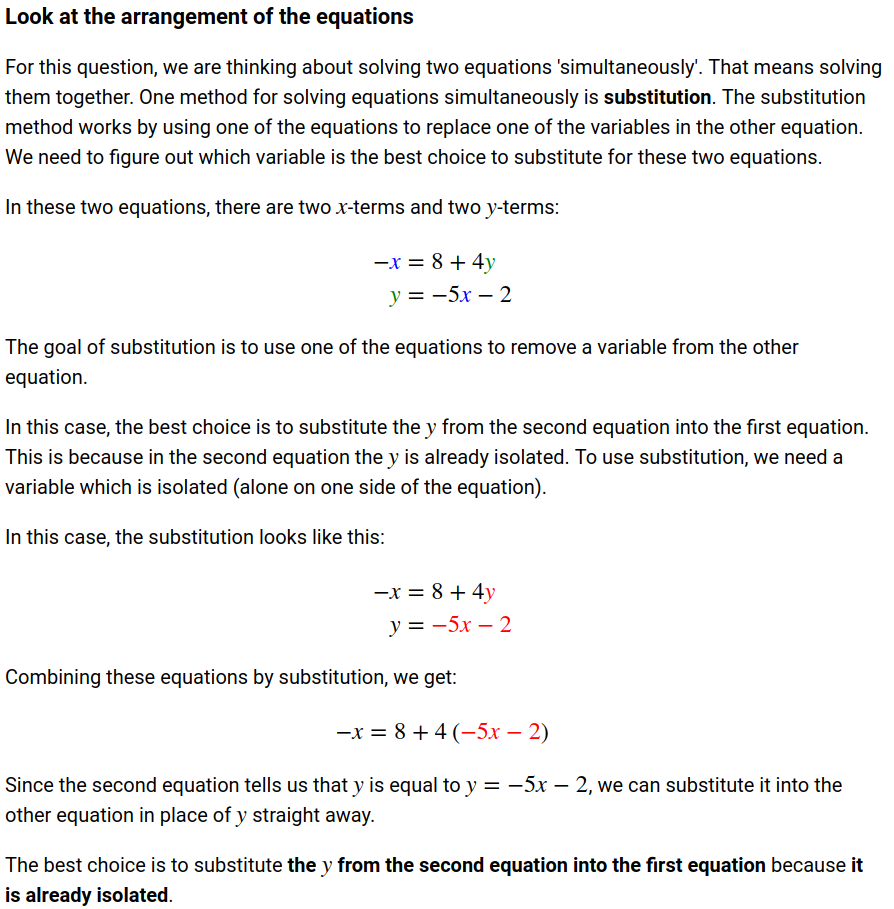 Look at the arrangement of the equations
For this question, we are thinking about solving two equations 'simultaneously'. That means solving
them together. One method for solving equations simultaneously is substitution. The substitution
method works by using one of the equations to replace one of the variables in the other equation.
We need to figure out which variable is the best choice to substitute for these two equations.
In these two equations, there are two x-terms and two y-terms:
−x = 8 + 4y
y = −5x − 2
The goal of substitution is to use one of the equations to remove a variable from the other
equation.
In this case, the best choice is to substitute the y from the second equation into the first equation.
This is because in the second equation the y is already isolated. To use substitution, we need a
variable which is isolated (alone on one side of the equation).
In this case, the substitution looks like this:
−x = 8 + 4y
y = −5x − 2
Combining these equations by substitution, we get:
−x = 8 + 4 (−5x − 2)
Since the second equation tells us that y is equal to y = −5x − 2, we can substitute it into the
other equation in place of y straight away.
The best choice is to substitute the y from the second equation into the first equation because it
is already isolated.